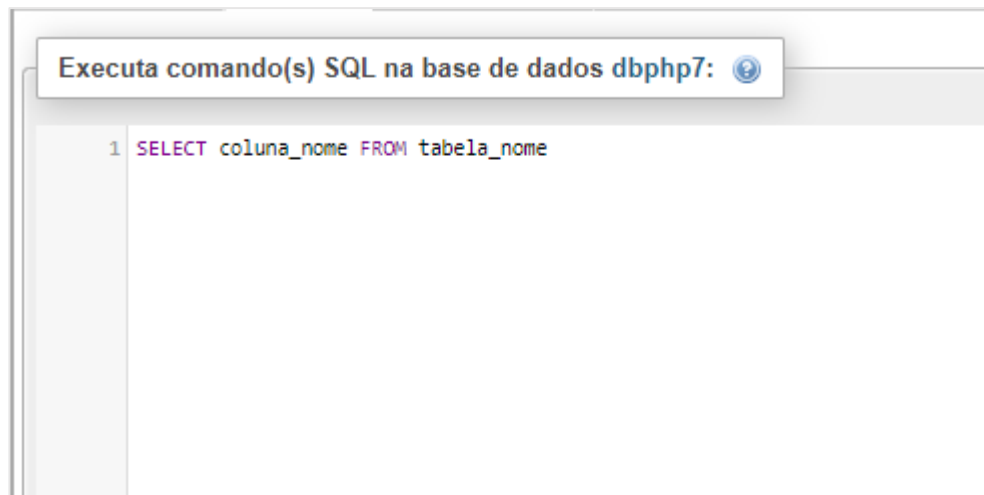 Executa comando(s) SQL na base de dados dbphp7:
1 SELECT coluna_nome FROM tabela_nome